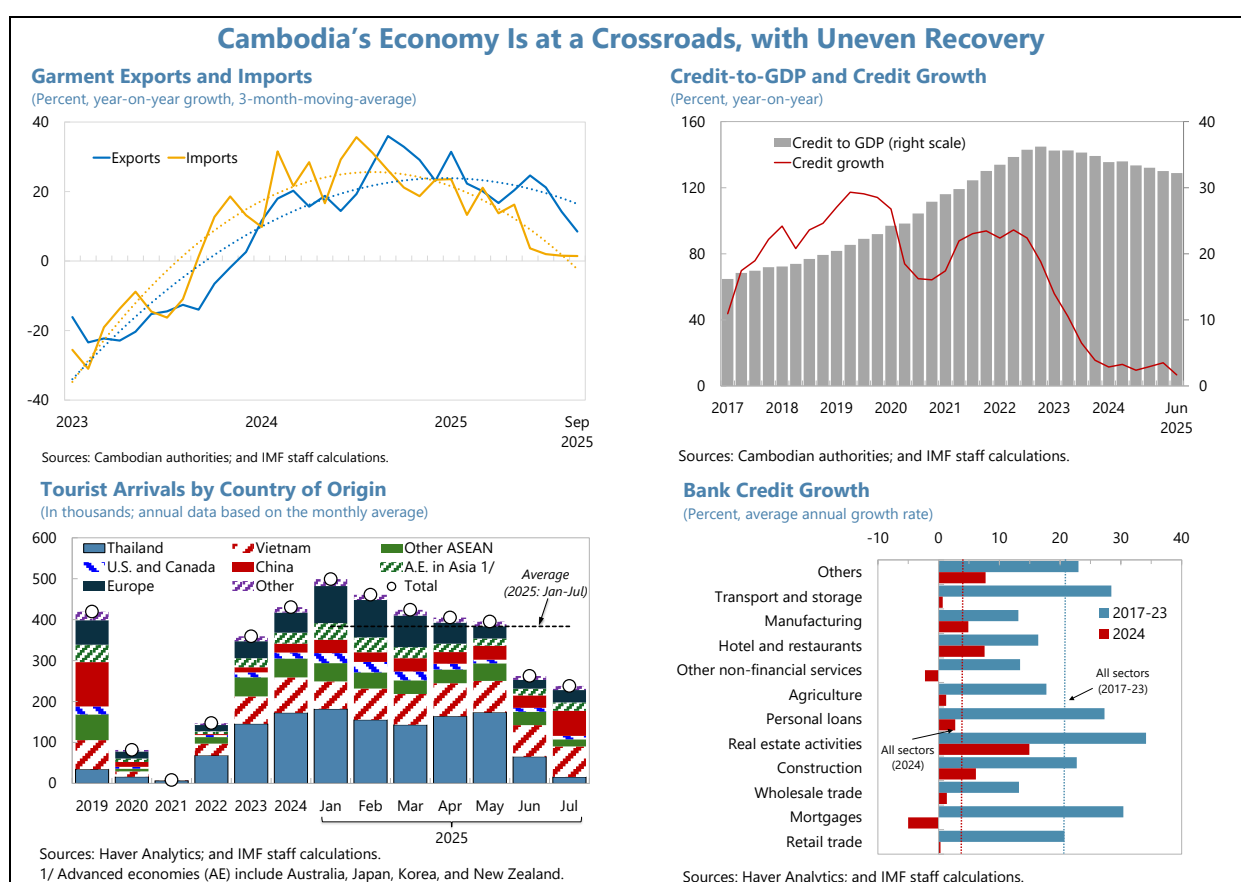 Cambodia's Economy Is at a Crossroads, with Uneven Recovery
Garment Exports and Imports
(Percent, year-on-year growth, 3-month-moving-average)
40
20
0
-20
-40
Exports
Imports
2023
2024
2025
Sep
2025
Sources: Cambodian authorities; and IMF staff calculations.
Credit-to-GDP and Credit Growth
(Percent, year-on-year)
160
120
80
40
0
40
30
20
10
0
Credit to GDP (right scale)
Credit growth
2017
2018
2019
2020
2021
2022
2023
2024
Jun
2025
Sources: Cambodian authorities; and IMF staff calculations.
Tourist Arrivals by Country of Origin
(In thousands; annual data based on the monthly average)
600
500
400
300
200
100
0
Thailand
Vietnam
Other ASEAN
U.S. and Canada
China
A.E. in Asia 1/
Europe
Other
Total
Average
(2025: Jan-Jul)
2019
2020
2021
2022
2023
2024
Jan
Feb
Mar
Apr
May
Jun
Jul
2025
Sources: Haver Analytics; and IMF staff calculations.
1/ Advanced economies (AE) include Australia, Japan, Korea, and New Zealand.
Bank Credit Growth
(Percent, average annual growth rate)
-10
0
10
20
30
40
Others
Transport and storage
Manufacturing
Hotel and restaurants
Other non-financial services
Agriculture
Personal loans
Real estate activities
Construction
Wholesale trade
Mortgages
Retail trade
2017-23
2024
All sectors
(2017-23)
All sectors
(2024)
Sources: Haver Analytics; and IMF staff calculations.